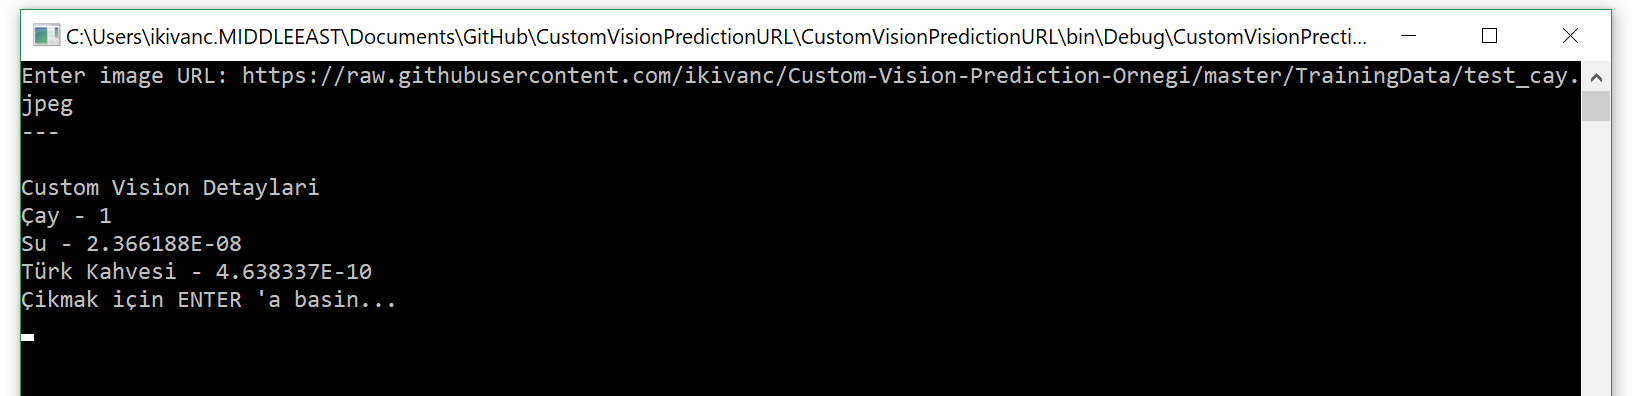 C:\Users\ikivanc.MIDDLEEAST\Documents\GitHub\CustomVisionPredictionURL\CustomVisionPredictionURL\bin\Debug\CustomVisionPrecti...
Enter image URL: https://raw.githubusercontent.com/ikivanc/Custom-Vision-Prediction-Ornegi/master/TrainingData/test_cay.
jpeg
---
Custom Vision Detaylari
Çay - 1
Su - 2.366188E-08
Türk Kahvesi - 4.638337E-10
Çikmak için ENTER 'a basin...